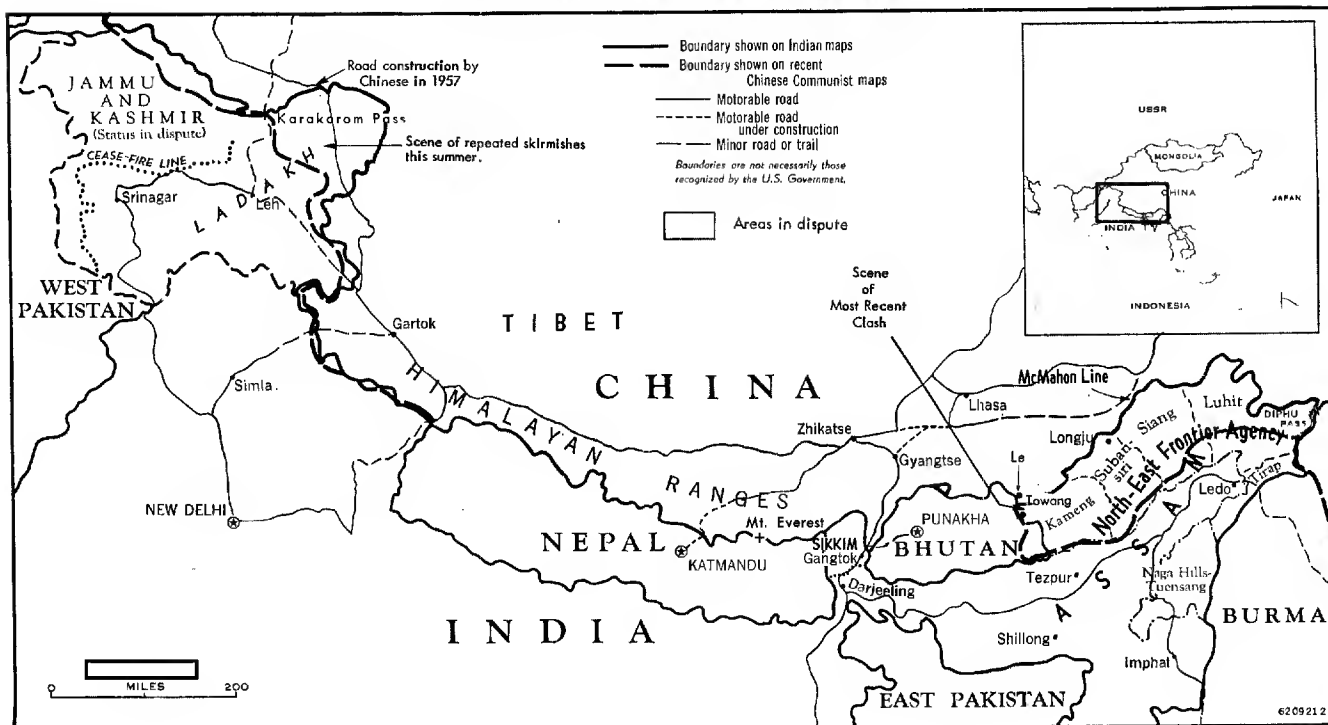 JAMMU
AND
KASHMIR
(Status in dispute)
CEASE-FIRE LINE
Srinagar
LADAKH
Leh
WEST
PAKISTAN
Road construction by
Chinese in 1957
Karakorom Pass
Scene of repeated skirmishes
this summer.
Boundary shown on Indian maps
Boundary shown on recent
Chinese Communist maps
Motorable road
Motorable road
under construction
Minor road or trail
Boundaries are not necessarily those
recognized by the U.S. Government.
Areas in dispute
USSR
MONGOLIA
CHINA
JAPAN
INDIA
INDONESIA
Scene
of
Most Recent
Clash
Gartok
TIBET
CHINA
Simla.
HIMALAYAN
RANGES
NEW DELHI
NEPAL
KATMANDU
Mt. Everest
INDIA
Zhikatse
Gyangtse
Lhasa
McMahon Line
SIKKIM
Gangtok
Darjeeling
PUNAKHA
BHUTAN
Le
Towang
Longju
Kameng
Suban-
siri
Siang
Luhit
DIPHU
PASS
North-East Frontier Agency
Tirap
Ledo
ASSAM
Tezpur
Shillong
Naga Hills-
Tuensang
Imphal
BURMA
EAST PAKISTAN
0 MILES 200
6209212